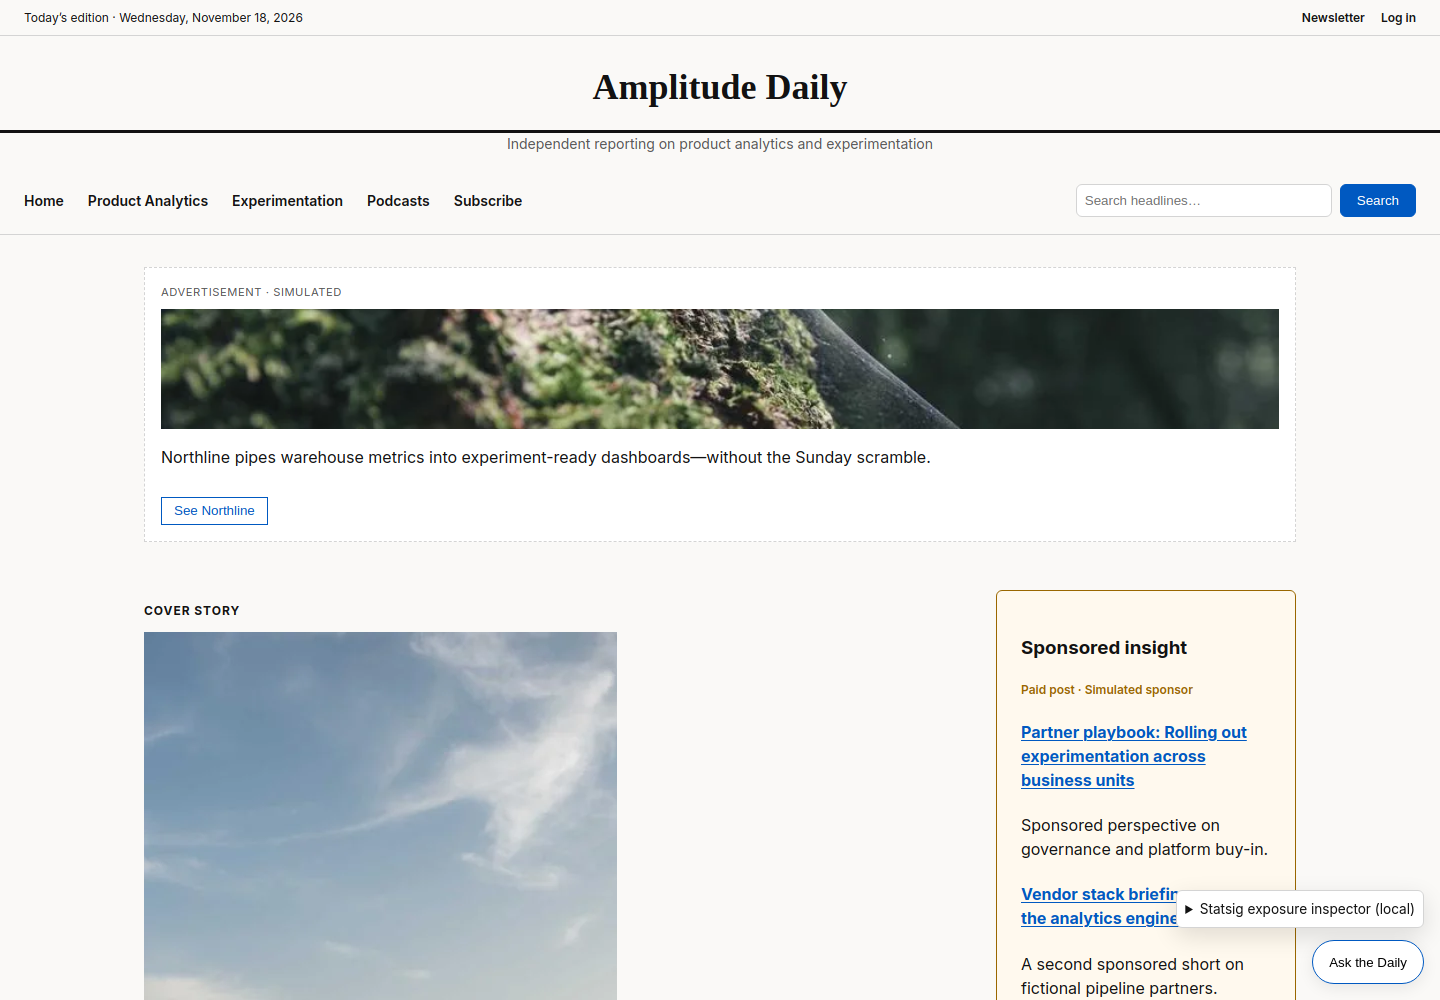 Today's edition · Wednesday, November 18, 2026
Newsletter Log in
Amplitude Daily
Independent reporting on product analytics and experimentation
Home Product Analytics Experimentation Podcasts Subscribe
Search headlines… Search
ADVERTISEMENT · SIMULATED
Northline pipes warehouse metrics into experiment-ready dashboards—without the Sunday scramble.
See Northline
COVER STORY
Sponsored insight
Paid post · Simulated sponsor
Partner playbook: Rolling out
experimentation across
business units
Sponsored perspective on
governance and platform buy-in.
Vendor stack
the analytics
A second sponsored short on
fictional pipeline partners.
▶ Statsig exposure inspector (local)
Ask the Daily